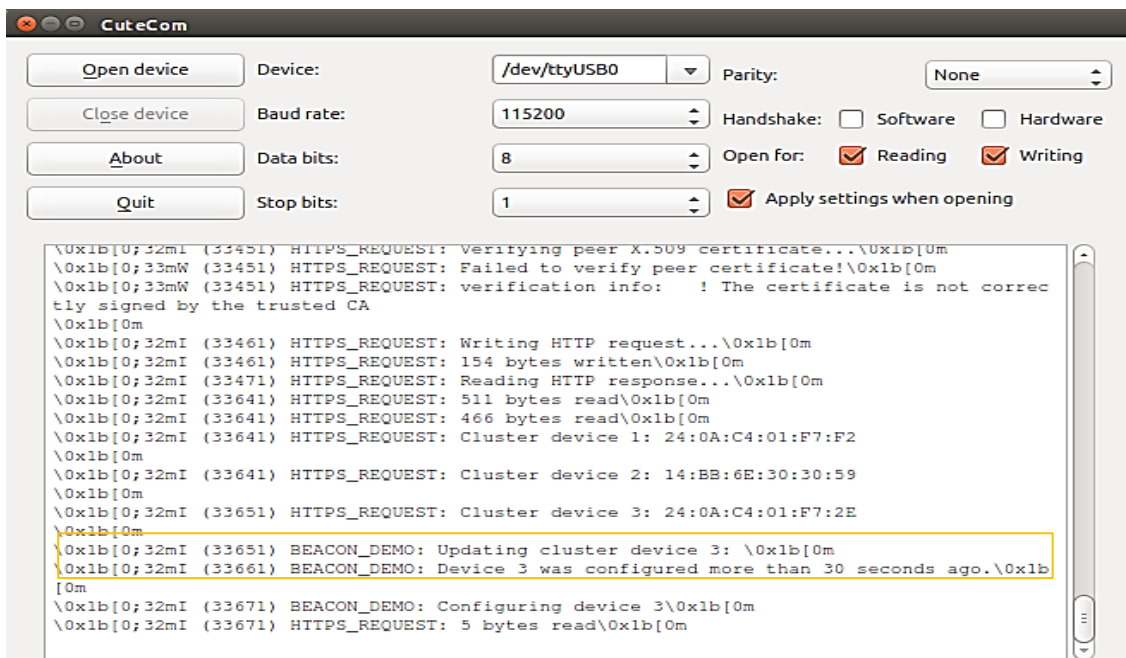 CuteCom
Open device Device: /dev/ttyUSB0 Parity: None
Close device Baud rate: 115200 Handshake: Software Hardware
About Data bits: 8 Open for: Reading Writing
Quit Stop bits: 1 Apply settings when opening
\0x1b[0;32mI (33451) HTTPS_REQUEST: Verifying peer X.509 certificate...\0x1b[0m
\0x1b[0;33mW (33451) HTTPS_REQUEST: Failed to verify peer certificate!\0x1b[0m
\0x1b[0;33mW (33451) HTTPS_REQUEST: verification info:   ! The certificate is not correc
tly signed by the trusted CA
\0x1b[0m
\0x1b[0;32mI (33461) HTTPS_REQUEST: Writing HTTP request...\0x1b[0m
\0x1b[0;32mI (33461) HTTPS_REQUEST: 154 bytes written\0x1b[0m
\0x1b[0;32mI (33471) HTTPS_REQUEST: Reading HTTP response...\0x1b[0m
\0x1b[0;32mI (33641) HTTPS_REQUEST: 511 bytes read\0x1b[0m
\0x1b[0;32mI (33641) HTTPS_REQUEST: 466 bytes read\0x1b[0m
\0x1b[0;32mI (33641) HTTPS_REQUEST: Cluster device 1: 24:0A:C4:01:F7:F2
\0x1b[0m
\0x1b[0;32mI (33641) HTTPS_REQUEST: Cluster device 2: 14:BB:6E:30:30:59
\0x1b[0m
\0x1b[0;32mI (33651) HTTPS_REQUEST: Cluster device 3: 24:0A:C4:01:F7:2E
\0x1b[0m
\0x1b[0;32mI (33651) BEACON_DEMO: Updating cluster device 3: \0x1b[0m
\0x1b[0;32mI (33661) BEACON_DEMO: Device 3 was configured more than 30 seconds ago.\0x1b
[0m
\0x1b[0;32mI (33671) BEACON_DEMO: Configuring device 3\0x1b[0m
\0x1b[0;32mI (33671) HTTPS_REQUEST: 5 bytes read\0x1b[0m